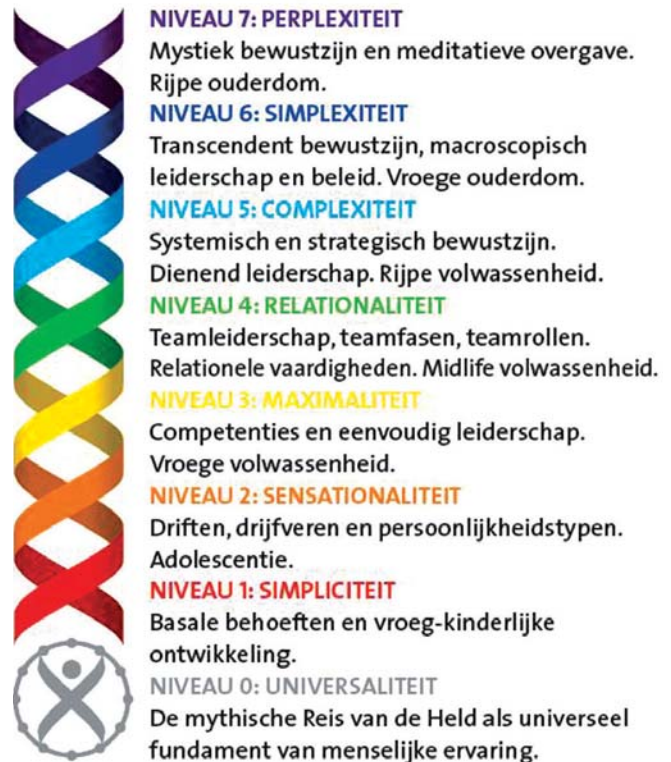 NIVEAU 7: PERPLEXITEIT
Mystiek bewustzijn en meditatieve overgave.
Rijpe ouderdom.
NIVEAU 6: SIMPLEXITEIT
Transcendent bewustzijn, macroscopisch
leiderschap en beleid. Vroege ouderdom.
NIVEAU 5: COMPLEXITEIT
Systemisch en strategisch bewustzijn.
Dienend leiderschap. Rijpe volwassenheid.
NIVEAU 4: RELATIONALITEIT
Teamleiderschap, teamfasen, teamrollen.
Relationele vaardigheden. Midlife volwassenheid.
NIVEAU 3: MAXIMALITEIT
Competenties en eenvoudig leiderschap.
Vroege volwassenheid.
NIVEAU 2: SENSATIONALITEIT
Driften, drijfveren en persoonlijkheidstypen.
Adolescentie.
NIVEAU 1: SIMPLICITEIT
Basale behoeften en vroeg-kinderlijke
ontwikkeling.
NIVEAU 0: UNIVERSALITEIT
De mythische Reis van de Held als universeel
fundament van menselijke ervaring.